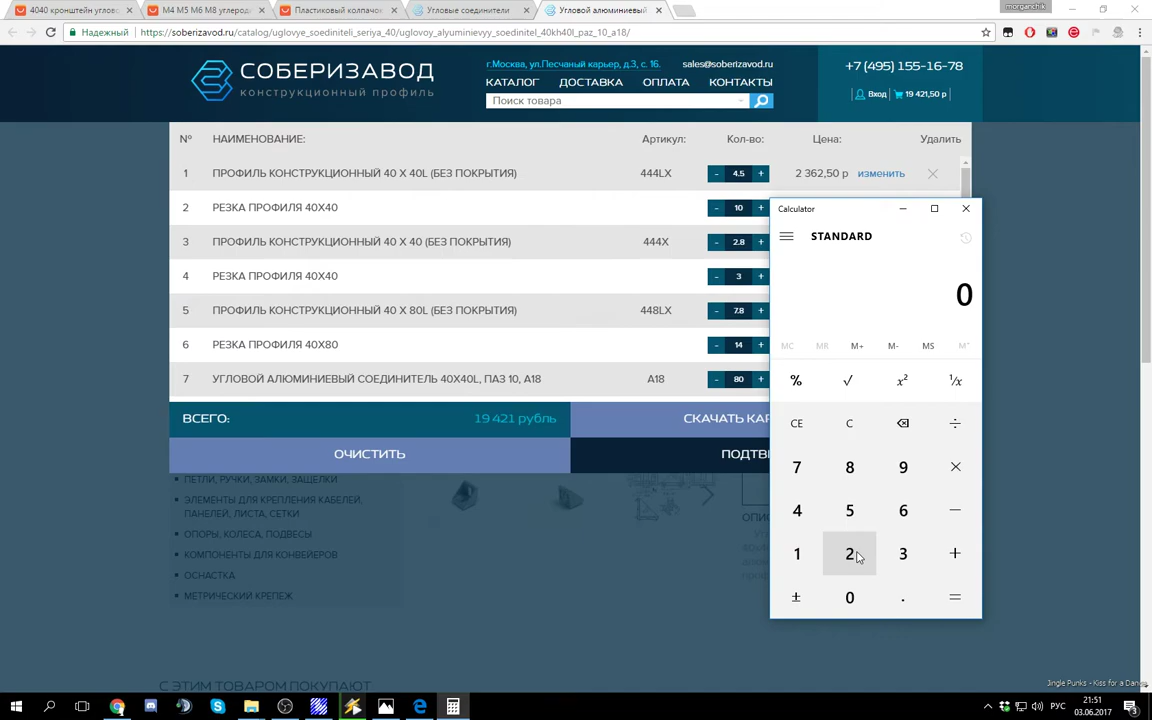 4040 кронштейн углово
M4 M5 M6 M8 углерод
Пластиковый колпачок
Угловые соединители
Угловой алюминиевый
morganchik
Надежный
https://soberizavod.ru/catalog/uglovye_soediniteli_seriya_40/uglovoy_alyuminievyy_soedinitel_40kh40l_paz_10_a18/
СОБЕРИЗАВОД
конструкционный профиль
г.Москва, ул.Песчаный карьер, д.3, с. 16.
sales@soberizavod.ru
КАТАЛОГ ДОСТАВКА ОПЛАТА КОНТАКТЫ
Поиск товара
+7 (495) 155-16-78
Вход
19 421,50 р
№ НАИМЕНОВАНИЕ: Артикул: Кол-во: Цена: Удалить
1 ПРОФИЛЬ КОНСТРУКЦИОННЫЙ 40 X 40L (БЕЗ ПОКРЫТИЯ) 444LX - 4.5 + 2 362,50 р изменить
2 РЕЗКА ПРОФИЛЯ 40X40 - 10 +
3 ПРОФИЛЬ КОНСТРУКЦИОННЫЙ 40 X 40 (БЕЗ ПОКРЫТИЯ) 444X - 2.8 +
4 РЕЗКА ПРОФИЛЯ 40X40 - 3 +
5 ПРОФИЛЬ КОНСТРУКЦИОННЫЙ 40 X 80L (БЕЗ ПОКРЫТИЯ) 448LX - 7.8 +
6 РЕЗКА ПРОФИЛЯ 40X80 - 14 +
7 УГЛОВОЙ АЛЮМИНИЕВЫЙ СОЕДИНИТЕЛЬ 40X40L, ПАЗ 10, A18 A18 - 80 +
ВСЕГО: 19 421 рубль СКАЧАТЬ КАР
ОЧИСТИТЬ ПОДТВ
ПЕТЛИ, РУЧКИ, ЗАМКИ, ЗАЩЕЛКИ
ЭЛЕМЕНТЫ ДЛЯ КРЕПЛЕНИЯ КАБЕЛЕЙ,
ПАНЕЛЕЙ, ЛИСТА, СЕТКИ
ОПОРЫ, КОЛЕСА, ПОДВЕСЫ
КОМПОНЕНТЫ ДЛЯ КОНВЕЙЕРОВ
ОСНАСТКА
МЕТРИЧЕСКИЙ КРЕПЕЖ
С ЭТИМ ТОВАРОМ ПОКУПАЮТ
Calculator
STANDARD
0
MC MR M+ M- MS M˅
% √ x² ¹/x
CE C ÷
7 8 9 ×
4 5 6 −
1 2 3 +
± 0 . =
Jingle Punks - Kiss for a Dan
РУС
21:51
03.06.2017